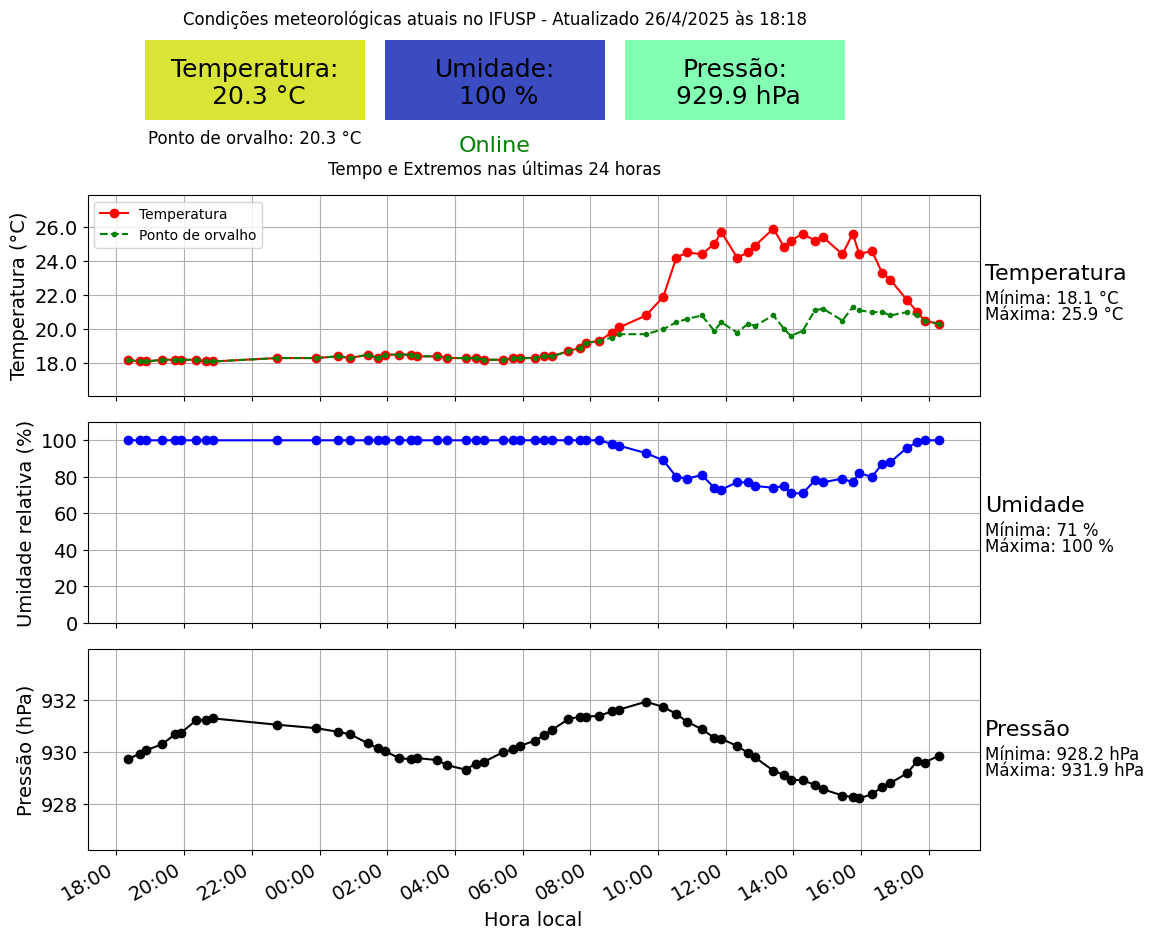 Condições meteorológicas atuais no IFUSP - Atualizado 26/4/2025 às 18:18
Temperatura:
20.3 °C
Umidade:
100 %
Pressão:
929.9 hPa
Ponto de orvalho: 20.3 °C
Online
Tempo e Extremos nas últimas 24 horas
Temperatura (°C)
26.0
24.0
22.0
20.0
18.0
Temperatura
Ponto de orvalho
Temperatura
Mínima: 18.1 °C
Máxima: 25.9 °C
Umidade relativa (%)
100
80
60
40
20
0
Umidade
Mínima: 71 %
Máxima: 100 %
Pressão (hPa)
932
930
928
Pressão
Mínima: 928.2 hPa
Máxima: 931.9 hPa
18:00
20:00
22:00
00:00
02:00
04:00
06:00
08:00
10:00
12:00
14:00
16:00
18:00
Hora local